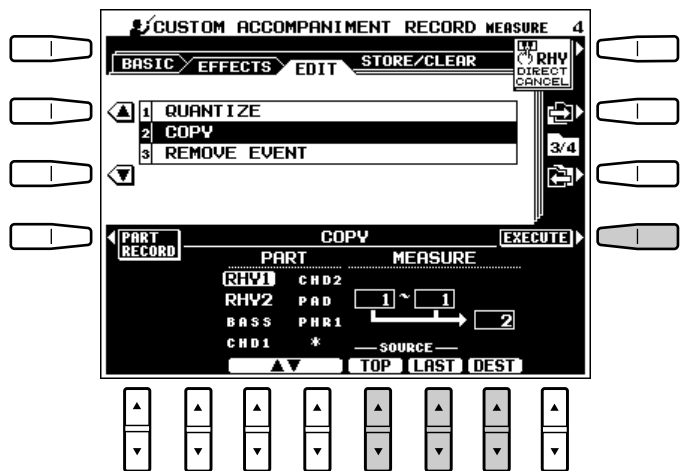 CUSTOM ACCOMPANIMENT RECORD MEASURE 4
BASIC EFFECTS EDIT STORE/CLEAR
RHY
DIRECT
CANCEL
1 QUANTIZE
2 COPY
3 REMOVE EVENT
3/4
PART
RECORD
COPY
EXECUTE
PART MEASURE
RHY1 CHD2
RHY2 PAD 1 ~ 1
BASS PHR1 2
CHD1 *
SOURCE
▲▼ TOP LAST DEST